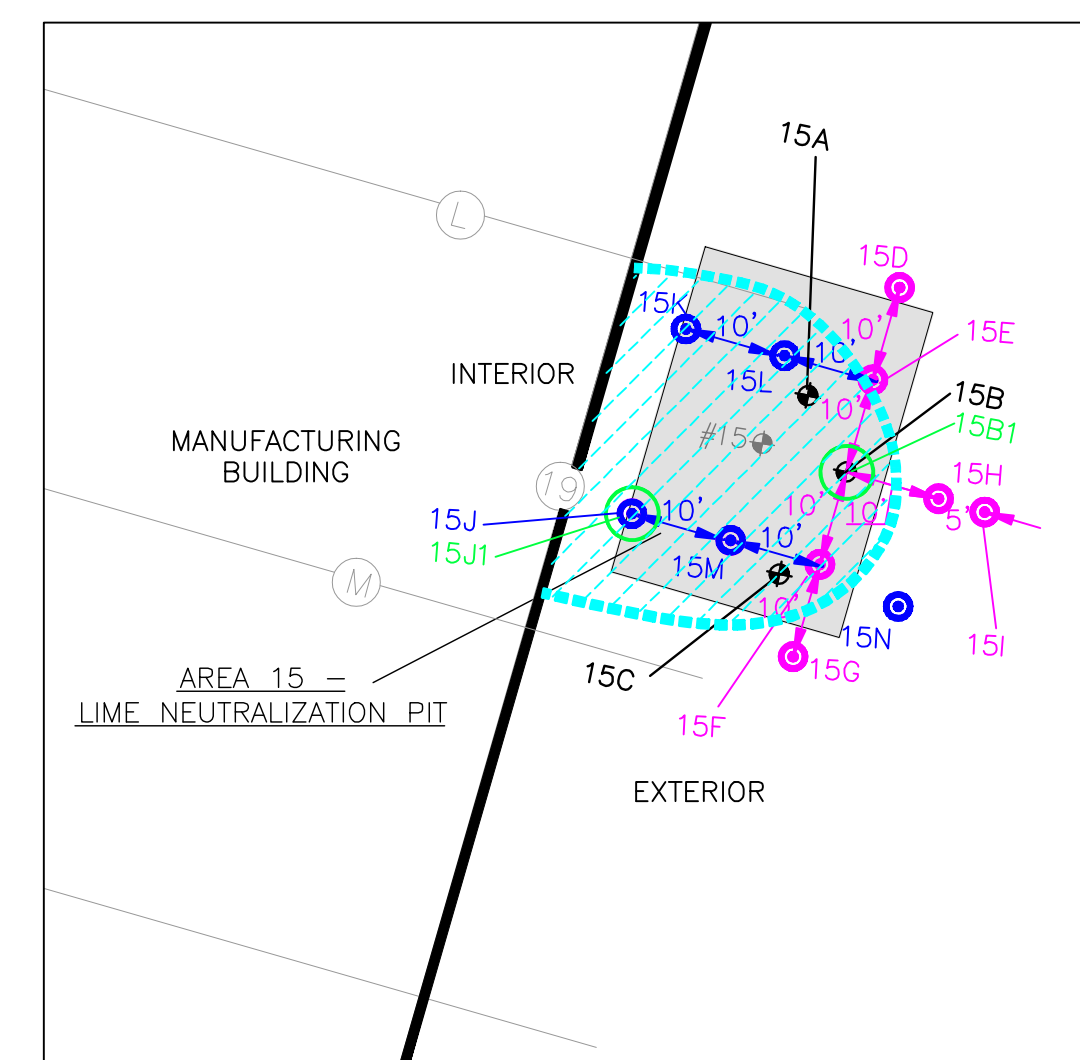 15A
L
15D
15K
10'
10'
10'
15E
INTERIOR
15L
15B
10'
15B1
#15
MANUFACTURING
BUILDING
15H
19
15J
10'
10'
10'
5'
15J1
10'
15M
M
10'
15N
15I
15C
15G
AREA 15 –
LIME NEUTRALIZATION PIT
15F
EXTERIOR